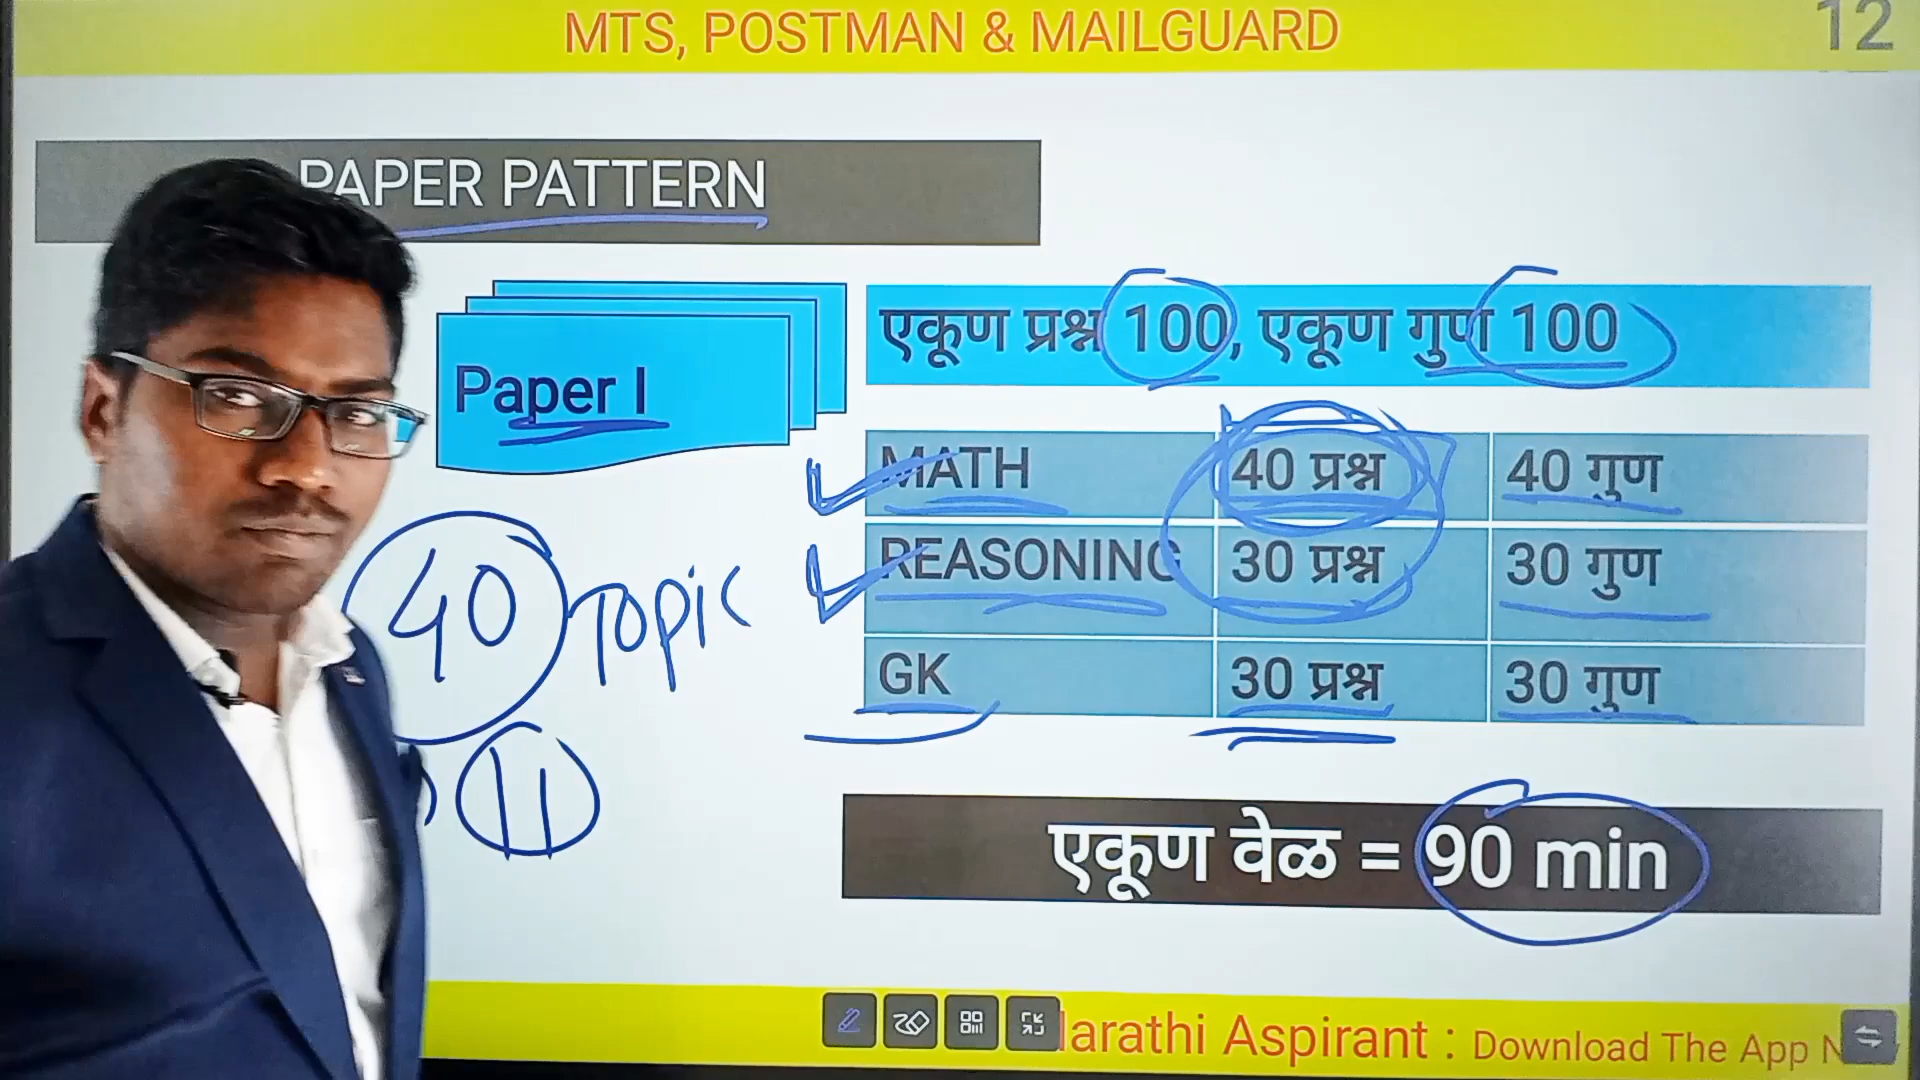 MTS, POSTMAN & MAILGUARD
12
PAPER PATTERN
Paper I
एकूण प्रश्न 100, एकूण गुण 100
MATH 40 प्रश्न 40 गुण
REASONING 30 प्रश्न 30 गुण
GK 30 प्रश्न 30 गुण
40 Topic
11
एकूण वेळ = 90 min
Aspirant : Download The App